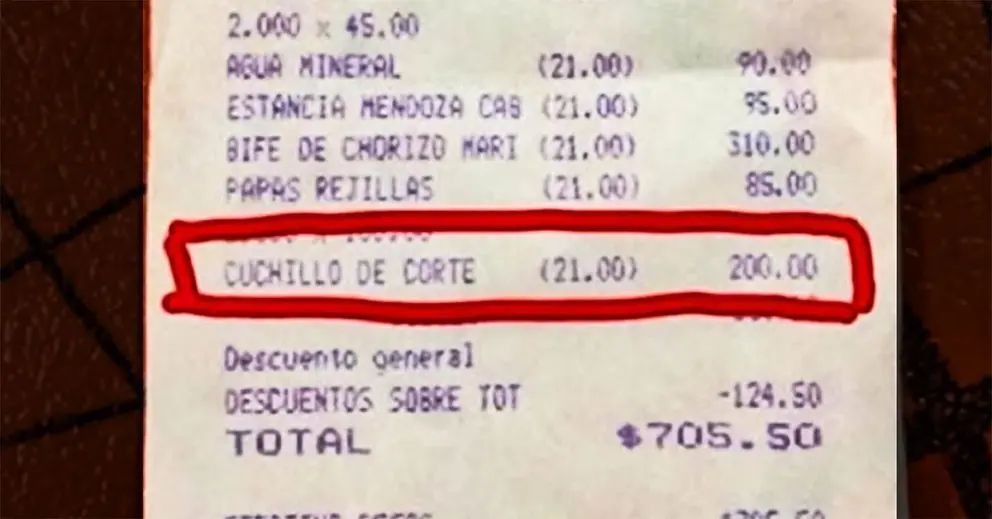 2.000 x 45.00
AGUA MINERAL (21.00) 90.00
ESTANCIA MENDOZA CAB (21.00) 95.00
BIFE DE CHORIZO MARI (21.00) 310.00
PAPAS REJILLAS (21.00) 85.00
CUCHILLO DE CORTE (21.00) 200.00
Descuento general
DESCUENTOS SOBRE TOT -124.50
TOTAL $705.50